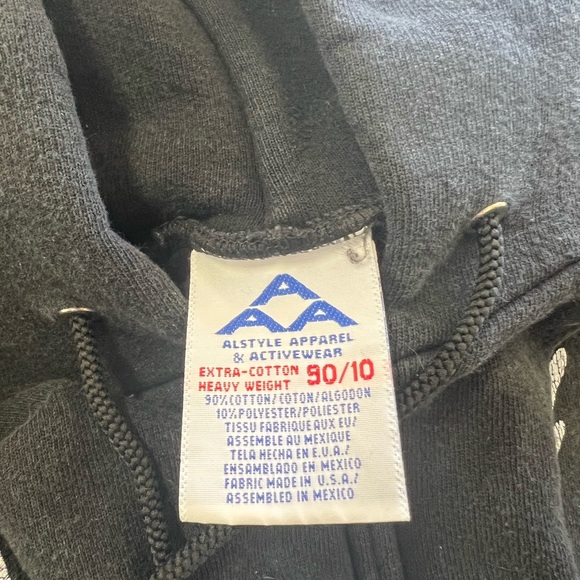 A
A A
ALSTYLE APPAREL
& ACTIVEWEAR
EXTRA-COTTON 90/10
HEAVY WEIGHT
90%COTTON/COTON/ALGODON
10%POLYESTER/POLIESTER
TISSU FABRIQUE AUX EU/
ASSEMBLE AU MEXIQUE
TELA HECHA EN E.U.A./
ENSAMBLADO EN MEXICO
FABRIC MADE IN U.S.A./
ASSEMBLED IN MEXICO